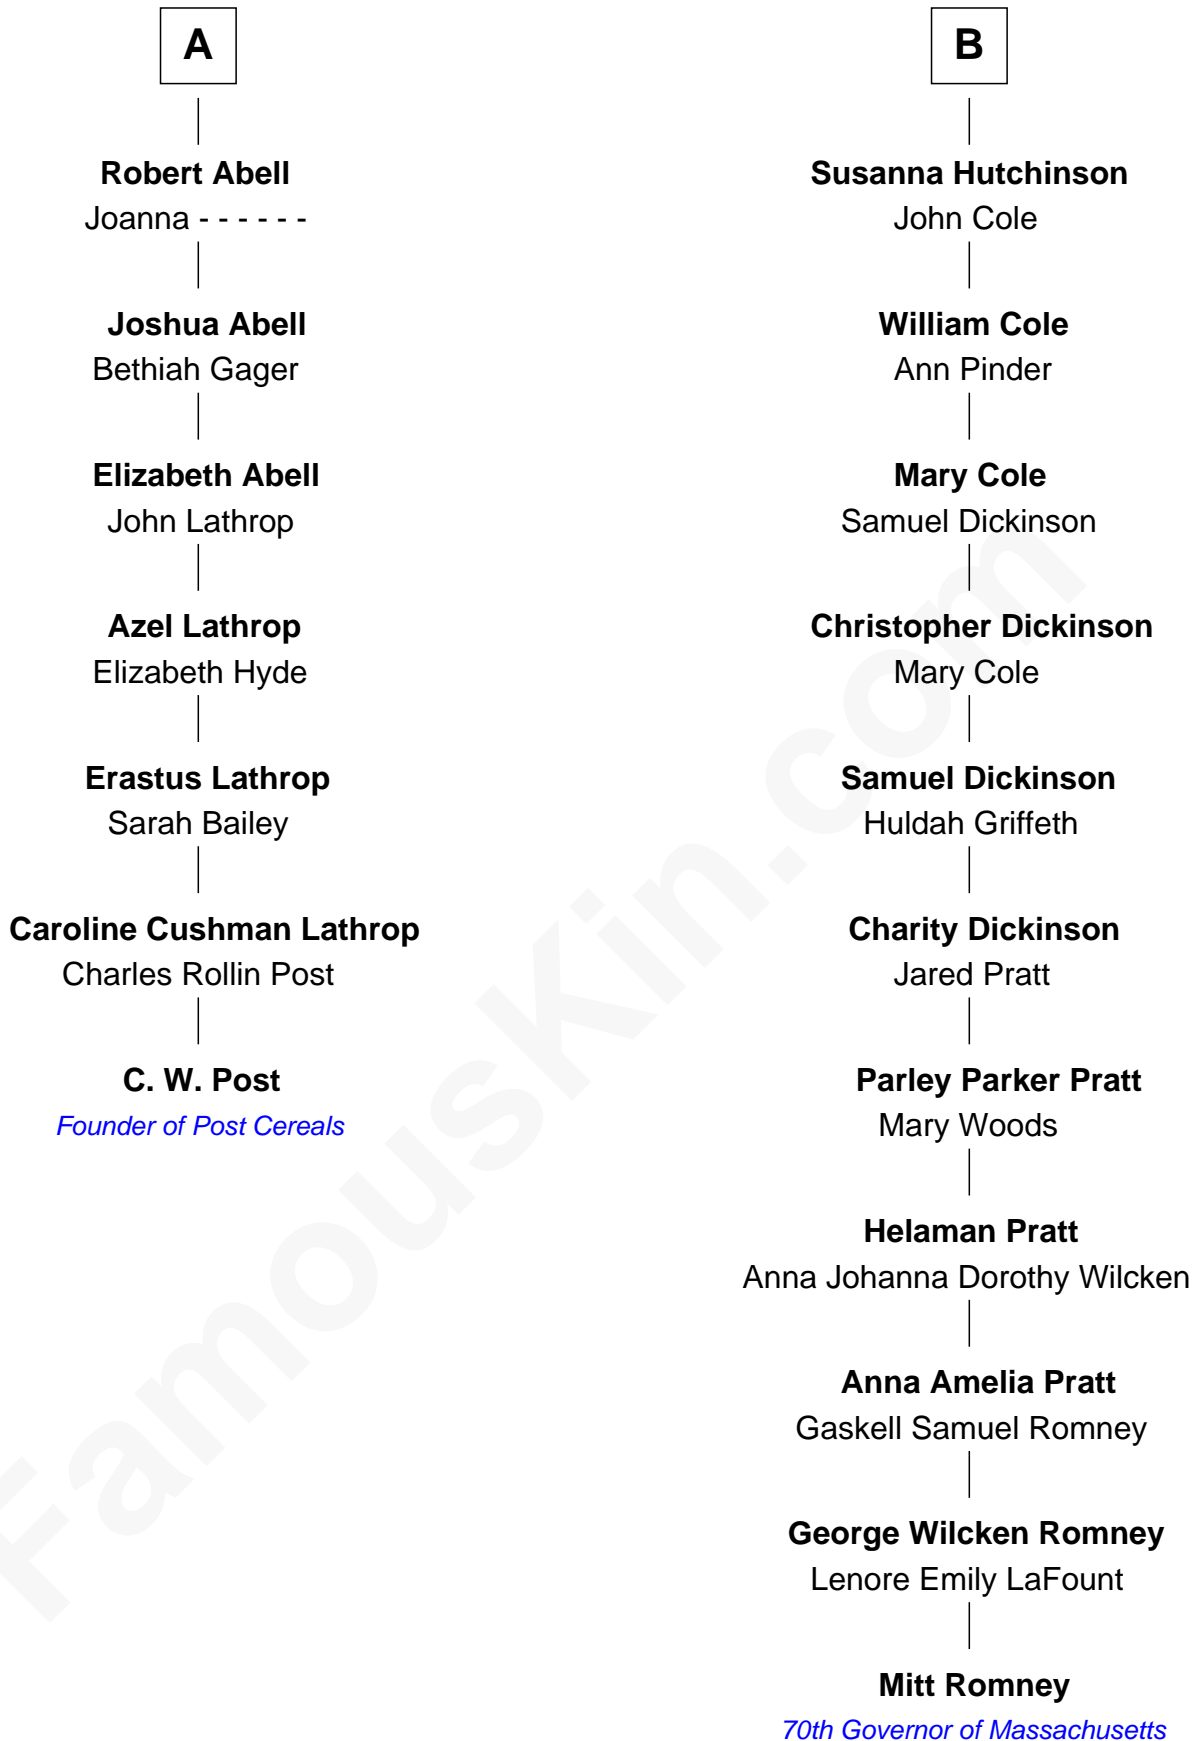 A
Robert Abell
Joanna - - - - - -
Joshua Abell
Bethiah Gager
Elizabeth Abell
John Lathrop
Azel Lathrop
Elizabeth Hyde
Erastus Lathrop
Sarah Bailey
Caroline Cushman Lathrop
Charles Rollin Post
C. W. Post
Founder of Post Cereals
B
Susanna Hutchinson
John Cole
William Cole
Ann Pinder
Mary Cole
Samuel Dickinson
Christopher Dickinson
Mary Cole
Samuel Dickinson
Huldah Griffeth
Charity Dickinson
Jared Pratt
Parley Parker Pratt
Mary Woods
Helaman Pratt
Anna Johanna Dorothy Wilcken
Anna Amelia Pratt
Gaskell Samuel Romney
George Wilcken Romney
Lenore Emily LaFount
Mitt Romney
70th Governor of Massachusetts
FamousKin.com